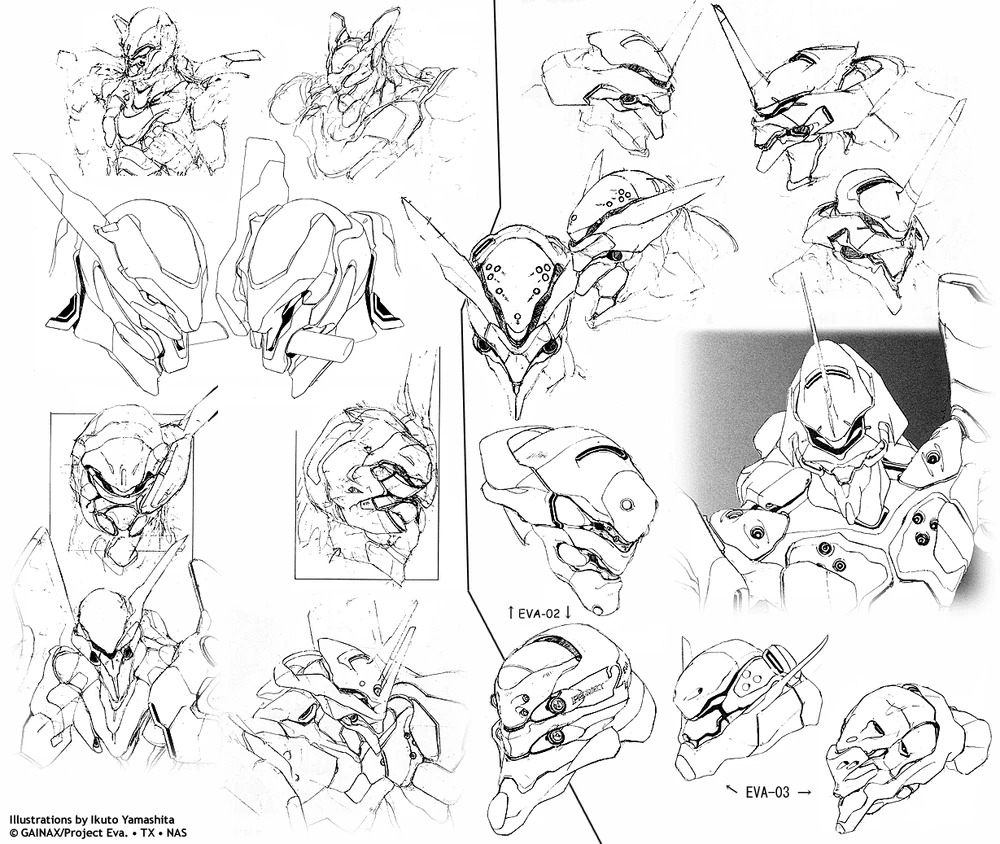 ↑ EVA-02 ↓
← EVA-03 →
Illustrations by Ikuto Yamashita
© GAINAX/Project Eva. • TX • NAS